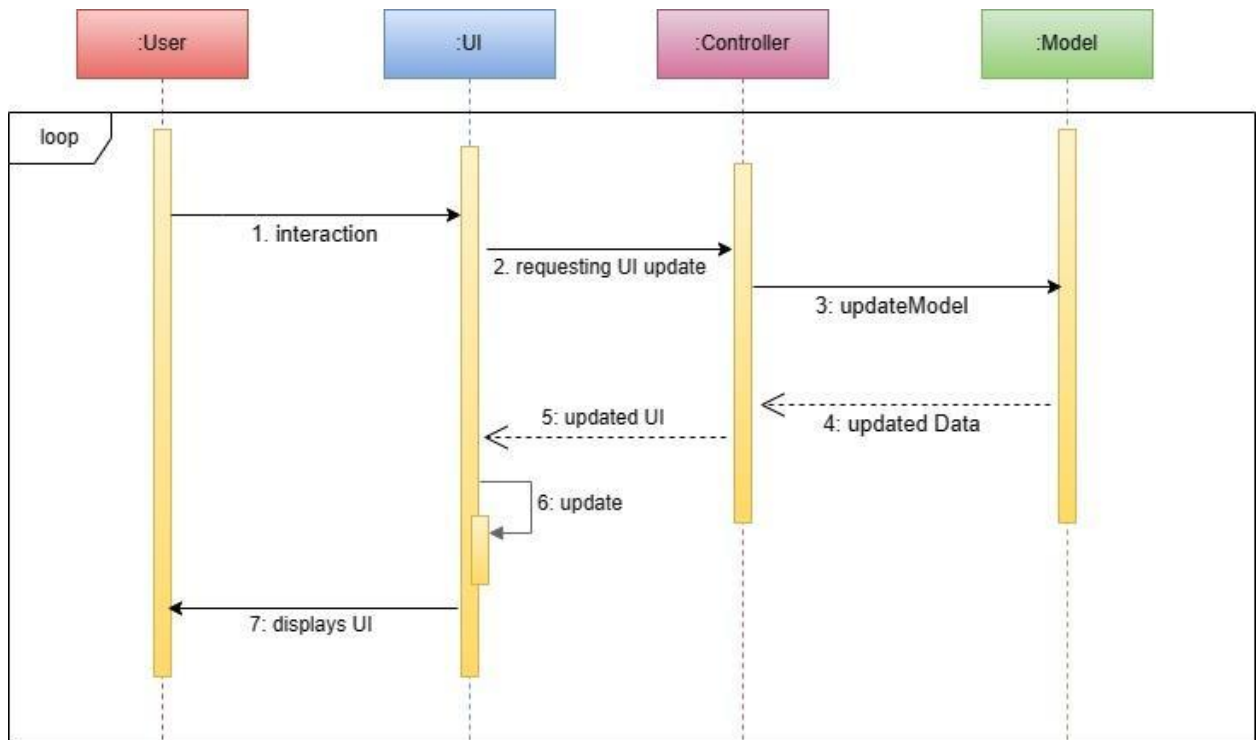 :User
:UI
:Controller
:Model
loop
1. interaction
2. requesting UI update
3: updateModel
4: updated Data
5: updated UI
6: update
7: displays UI